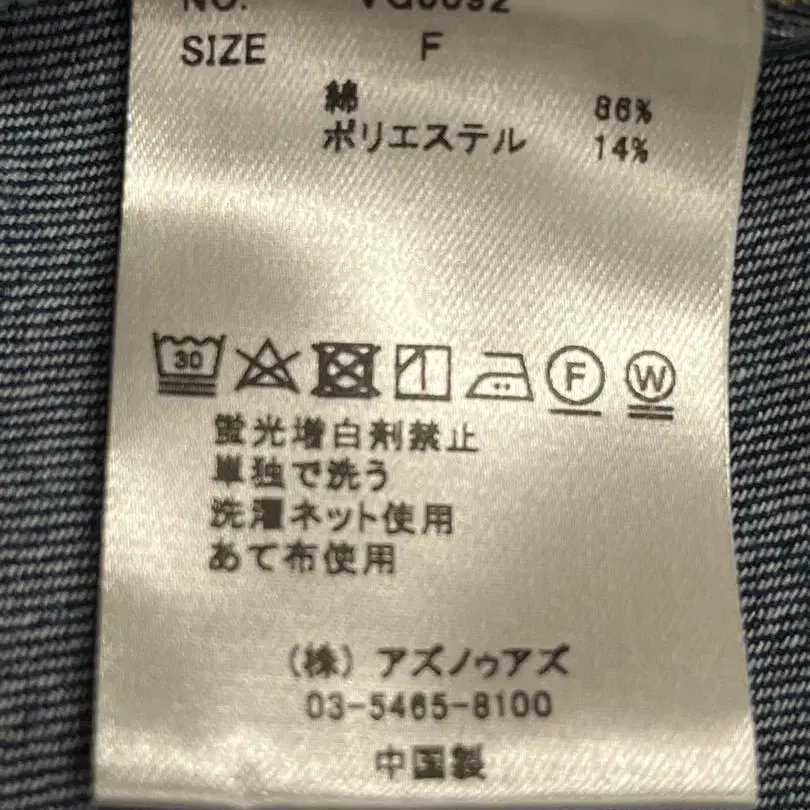 NO.
SIZE F
綿 86%
ポリエステル 14%
30 F W
蛍光増白剤禁止
単独で洗う
洗濯ネット使用
あて布使用
(株) アズノゥアズ
03-5465-8100
中国製